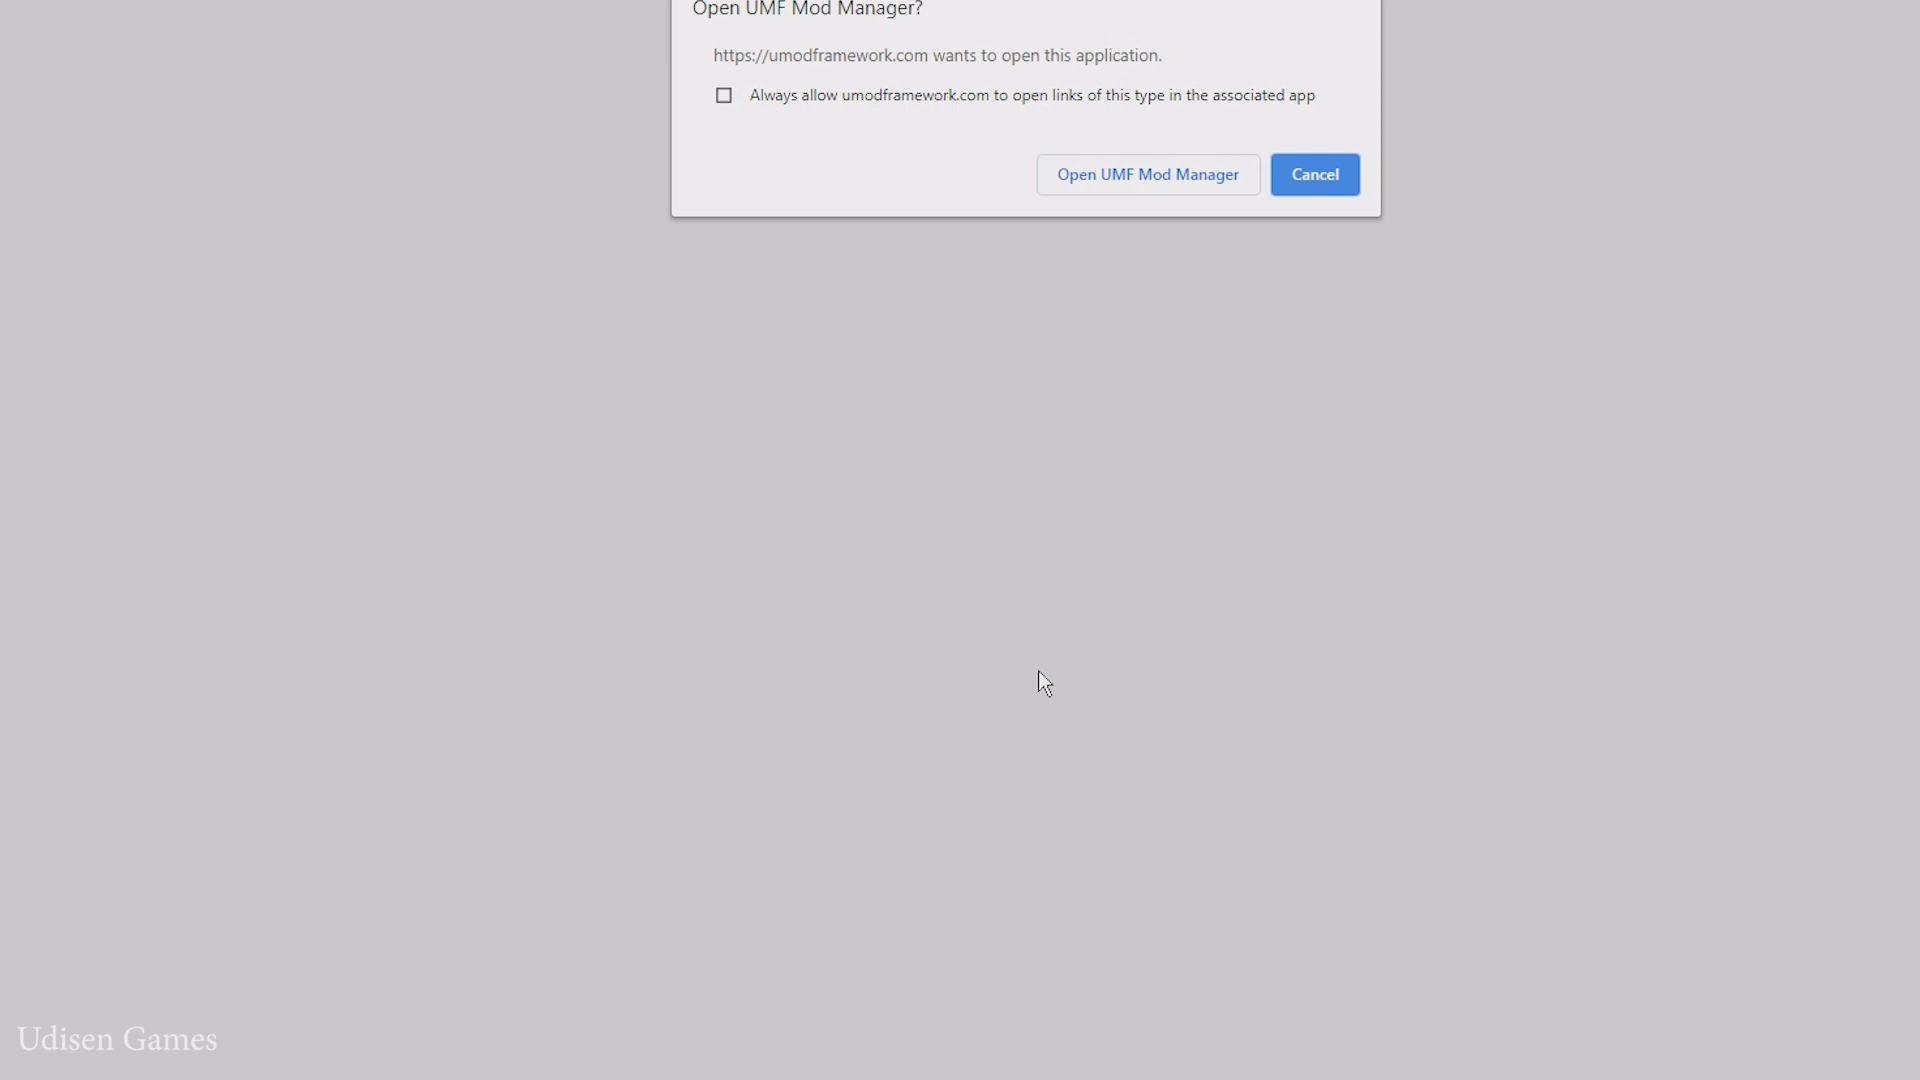 Open UMF Mod Manager?
https://umodframework.com wants to open this application.
Always allow umodframework.com to open links of this type in the associated app
Open UMF Mod Manager
Cancel
Udisen Games